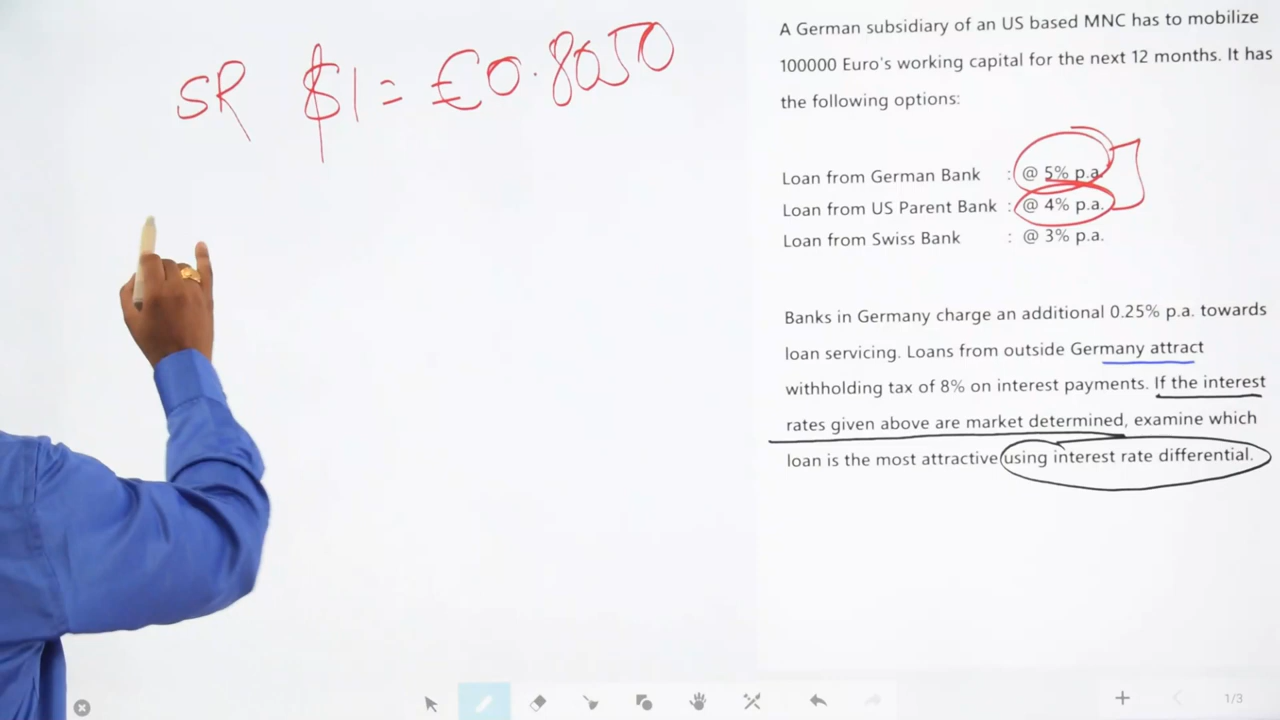 SR $1 = €0.8050
A German subsidiary of an US based MNC has to mobilize
100000 Euro's working capital for the next 12 months. It has
the following options:
Loan from German Bank : @ 5% p.a.
Loan from US Parent Bank : @ 4% p.a.
Loan from Swiss Bank : @ 3% p.a.
Banks in Germany charge an additional 0.25% p.a. towards
loan servicing. Loans from outside Germany attract
withholding tax of 8% on interest payments. If the interest
rates given above are market determined, examine which
loan is the most attractive using interest rate differential.
1/3